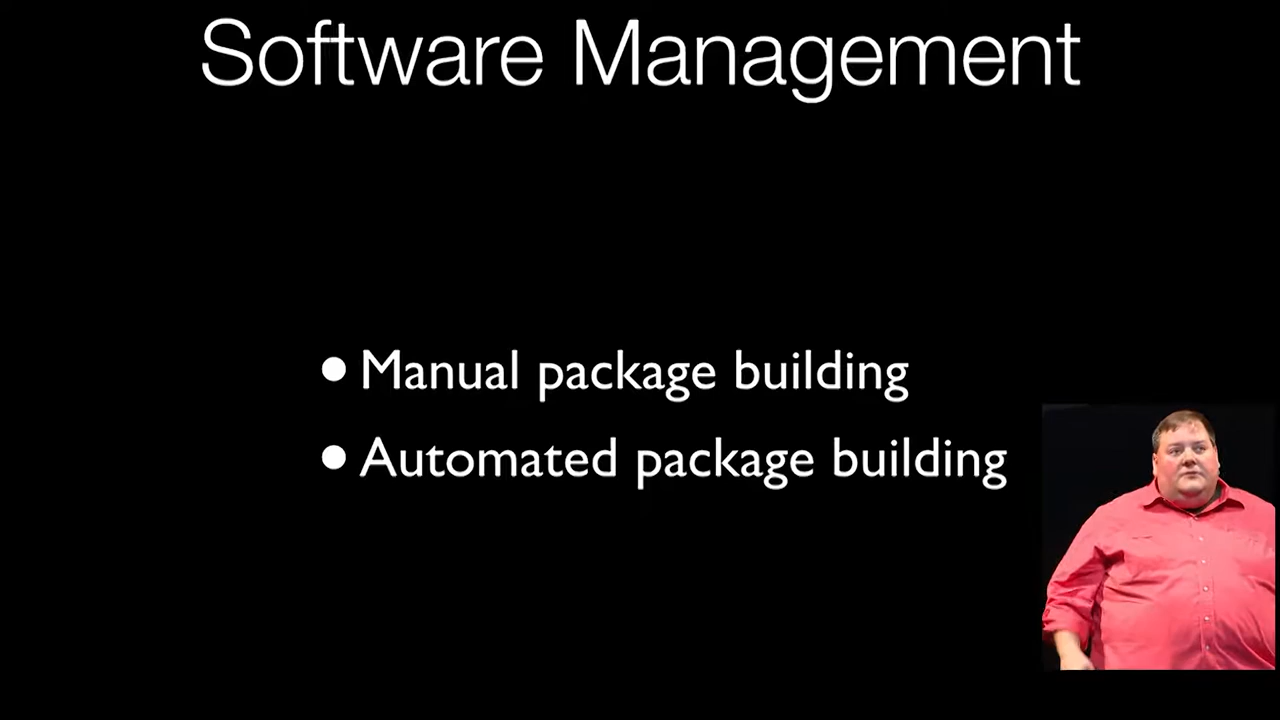 Software Management
• Manual package building
• Automated package building